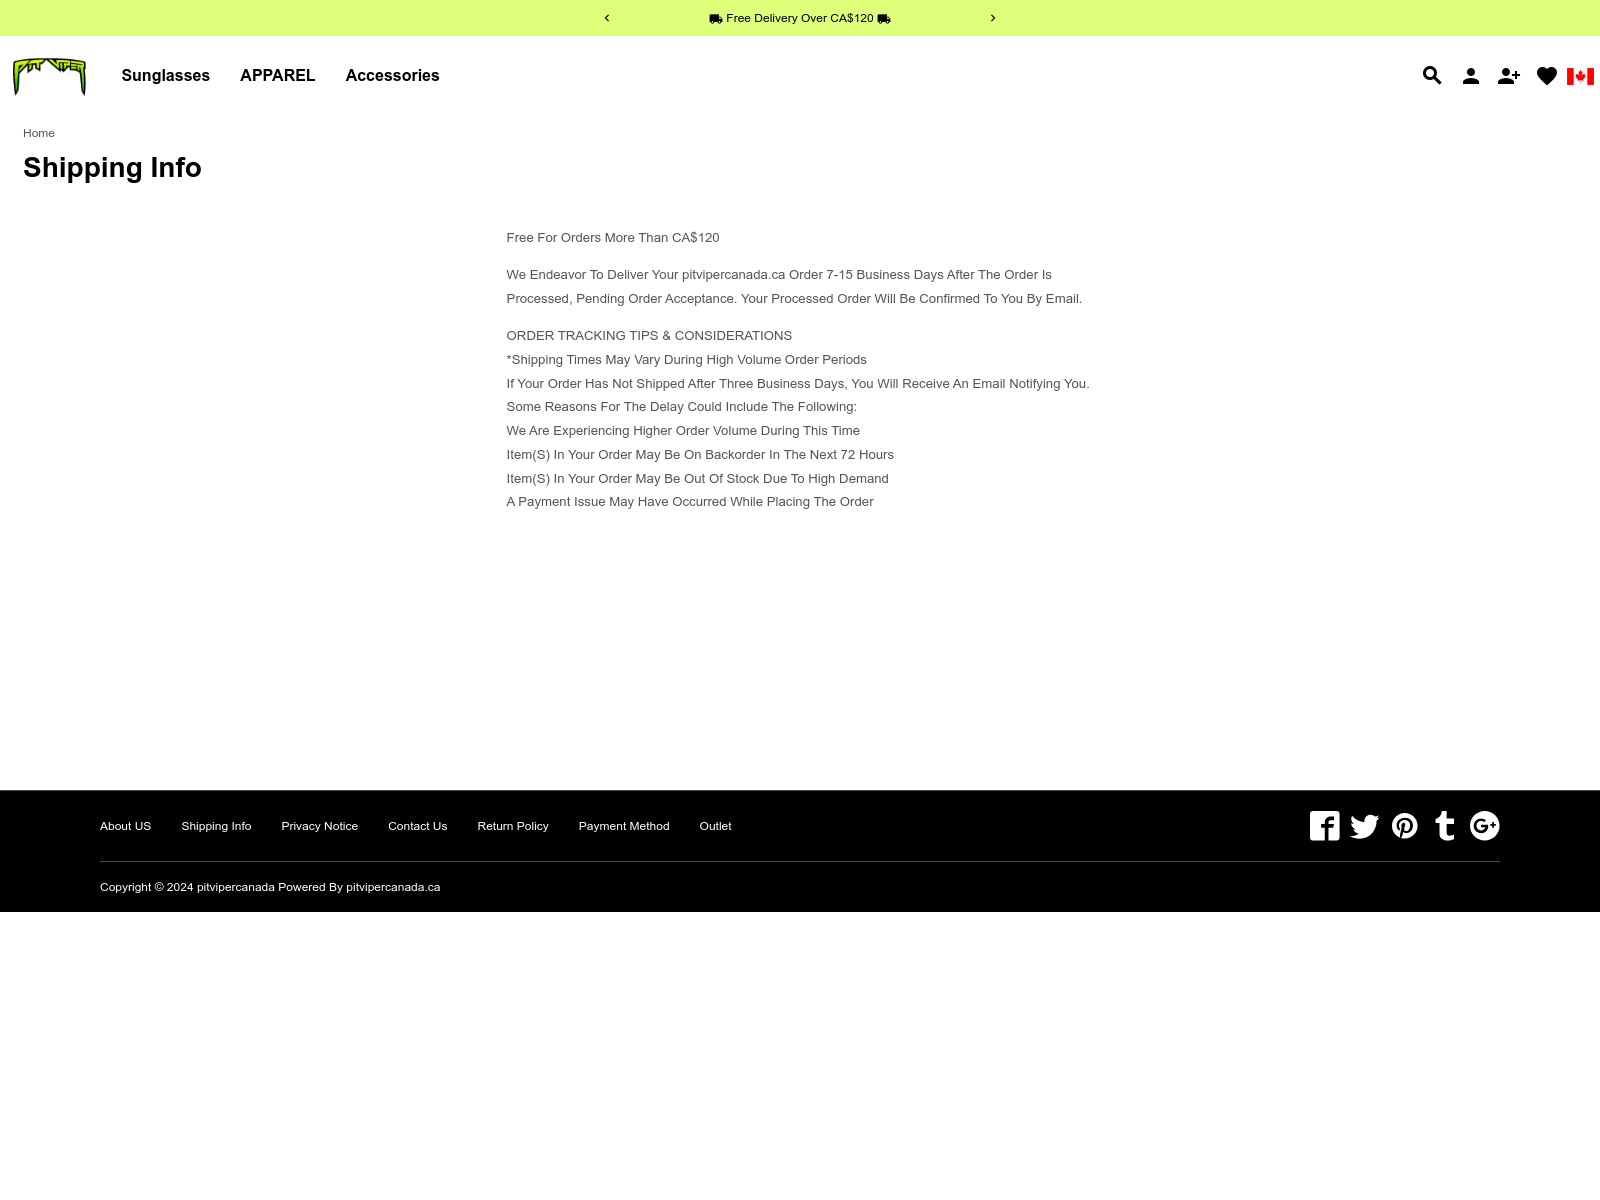 Free Delivery Over CA$120
PIT VIPER
Sunglasses APPAREL Accessories
Home
Shipping Info
Free For Orders More Than CA$120
We Endeavor To Deliver Your pitvipercanada.ca Order 7-15 Business Days After The Order Is
Processed, Pending Order Acceptance. Your Processed Order Will Be Confirmed To You By Email.
ORDER TRACKING TIPS & CONSIDERATIONS
*Shipping Times May Vary During High Volume Order Periods
If Your Order Has Not Shipped After Three Business Days, You Will Receive An Email Notifying You.
Some Reasons For The Delay Could Include The Following:
We Are Experiencing Higher Order Volume During This Time
Item(S) In Your Order May Be On Backorder In The Next 72 Hours
Item(S) In Your Order May Be Out Of Stock Due To High Demand
A Payment Issue May Have Occurred While Placing The Order
About US Shipping Info Privacy Notice Contact Us Return Policy Payment Method Outlet
Copyright © 2024 pitvipercanada Powered By pitvipercanada.ca